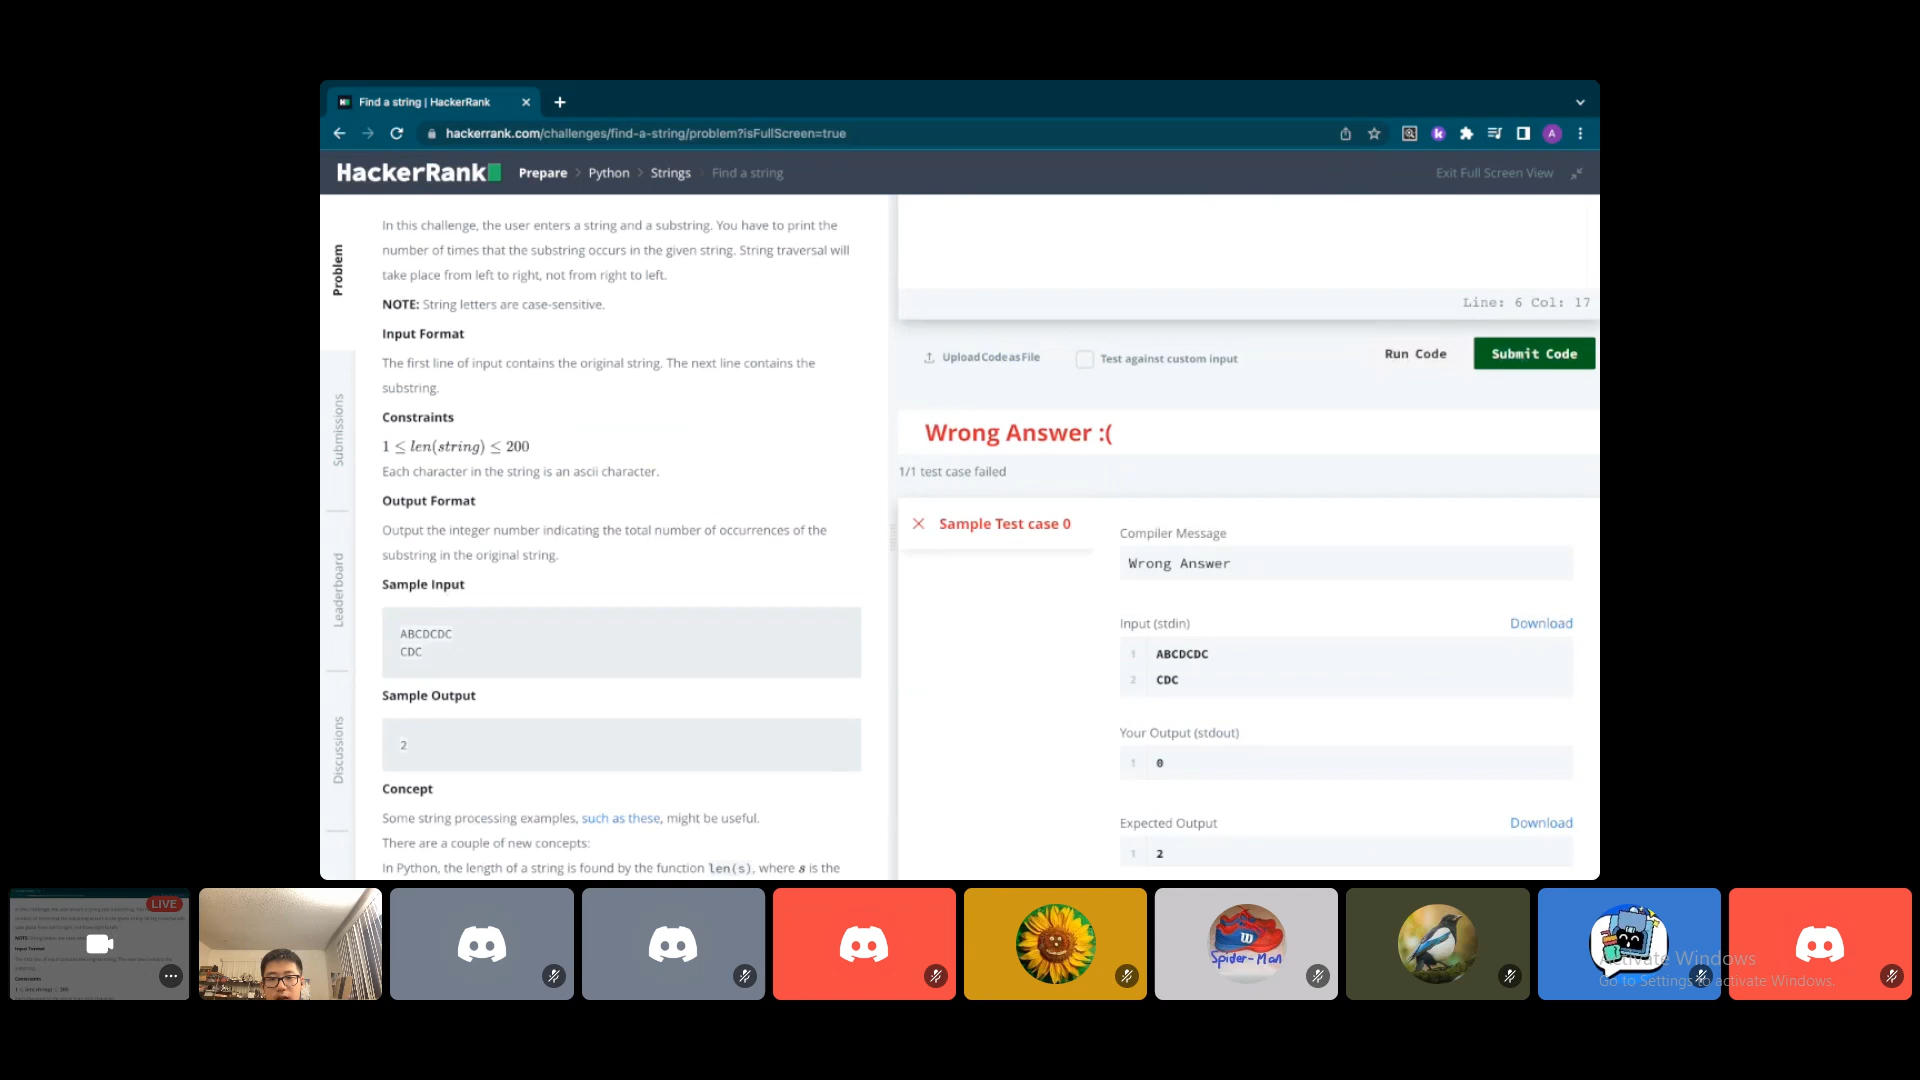 Find a string | HackerRank
hackerrank.com/challenges/find-a-string/problem?isFullScreen=true
A
HackerRank
Prepare > Python > Strings > Find a string
Exit Full Screen View
Problem
Submissions
Leaderboard
Discussions
In this challenge, the user enters a string and a substring. You have to print the
number of times that the substring occurs in the given string. String traversal will
take place from left to right, not from right to left.
NOTE: String letters are case-sensitive.
Input Format
The first line of input contains the original string. The next line contains the
substring.
Constraints
1 ≤ len(string) ≤ 200
Each character in the string is an ascii character.
Output Format
Output the integer number indicating the total number of occurrences of the
substring in the original string.
Sample Input
ABCDCDC
CDC
Sample Output
2
Concept
Some string processing examples, such as these, might be useful.
There are a couple of new concepts:
In Python, the length of a string is found by the function len(s), where s is the
Line: 6 Col: 17
Upload Code as File
Test against custom input
Run Code
Submit Code
Wrong Answer :(
1/1 test case failed
Sample Test case 0
Compiler Message
Wrong Answer
Input (stdin)
Download
1 ABCDCDC
2 CDC
Your Output (stdout)
1 0
Expected Output
Download
1 2
LIVE
Spider-Man
Activate Windows
Go to Settings to activate Windows.